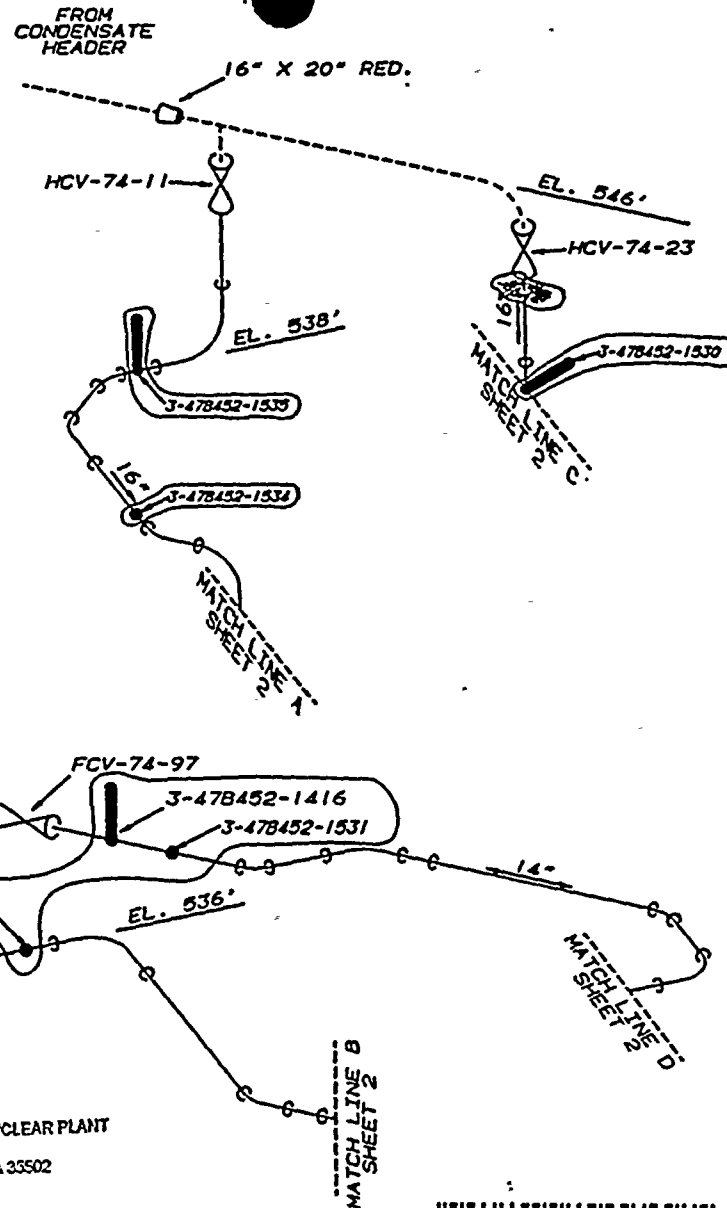 FROM
CONDENSATE
HEADER
16" X 20" RED.
HCV-74-11
EL. 546'
HCV-74-23
16"
EL. 538'
3-478452-1530
MATCH LINE C
SHEET 2
3-478452-1535
16"
3-478452-1534
MATCH LINE A
SHEET 2
FCV-74-97
3-478452-1416
3-478452-1531
14"
EL. 536'
MATCH LINE D
SHEET 2
MATCH LINE B
SHEET 2
CLEAR PLANT
35502